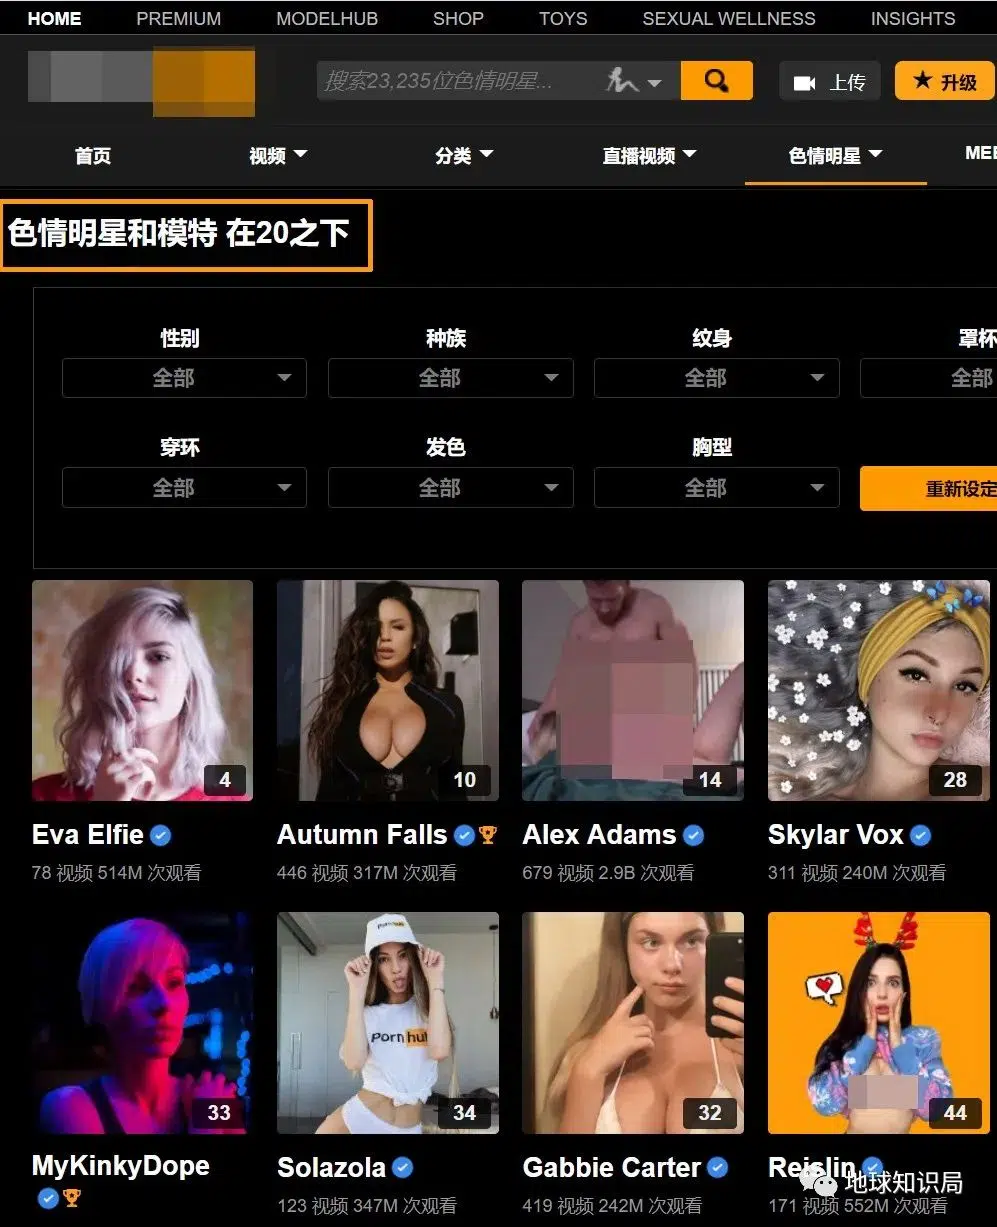 HOME PREMIUM MODELHUB SHOP TOYS SEXUAL WELLNESS INSIGHTS
搜索23,235位色情明星... 上传 升级
首页 视频 分类 直播视频 色情明星
色情明星和模特 在20之下
性别 种族 纹身 罩杯
全部 全部 全部 全部
穿环 发色 胸型
全部 全部 全部 重新设定
4 10 14 28
Eva Elfie Autumn Falls Alex Adams Skylar Vox
78 视频 514M 次观看 446 视频 317M 次观看 679 视频 2.9B 次观看 311 视频 240M 次观看
Pornhub
33 34 32 44
MyKinkyDope Solazola Gabbie Carter Reislin
地球知识局
123 视频 347M 次观看 419 视频 242M 次观看 171 视频 552M 次观看